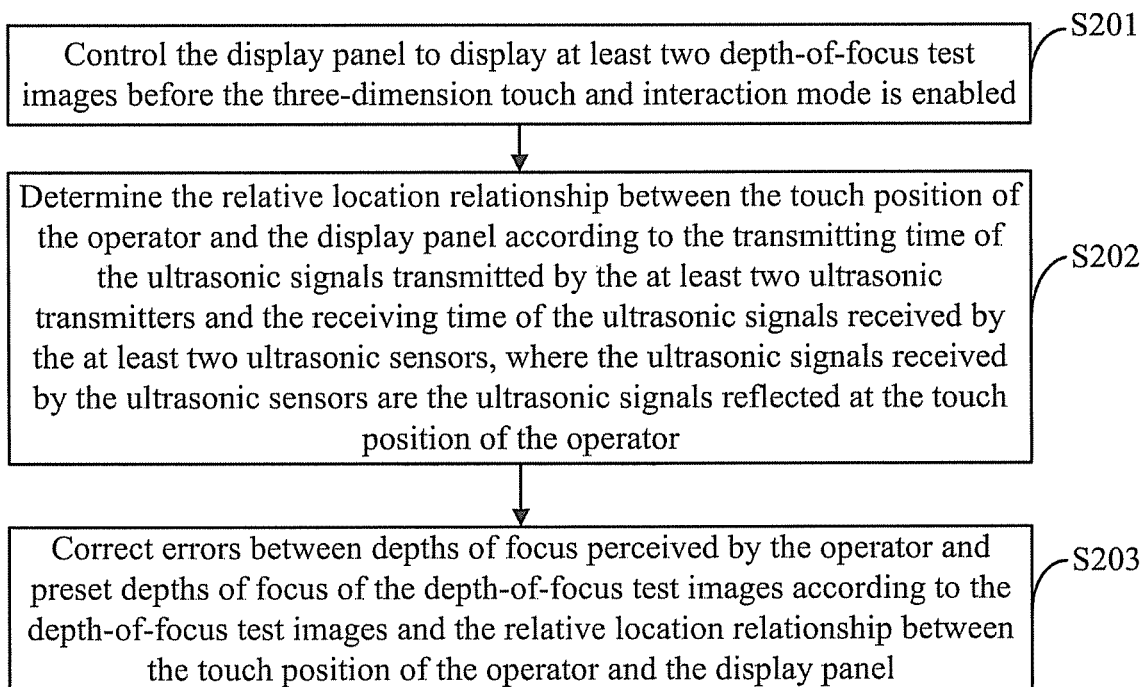 S201
Control the display panel to display at least two depth-of-focus test
images before the three-dimension touch and interaction mode is enabled
Determine the relative location relationship between the touch position of
the operator and the display panel according to the transmitting time of
the ultrasonic signals transmitted by the at least two ultrasonic
transmitters and the receiving time of the ultrasonic signals received by
the at least two ultrasonic sensors, where the ultrasonic signals received
by the ultrasonic sensors are the ultrasonic signals reflected at the touch
position of the operator
S202
Correct errors between depths of focus perceived by the operator and
preset depths of focus of the depth-of-focus test images according to the
depth-of-focus test images and the relative location relationship between
the touch position of the operator and the display panel
S203